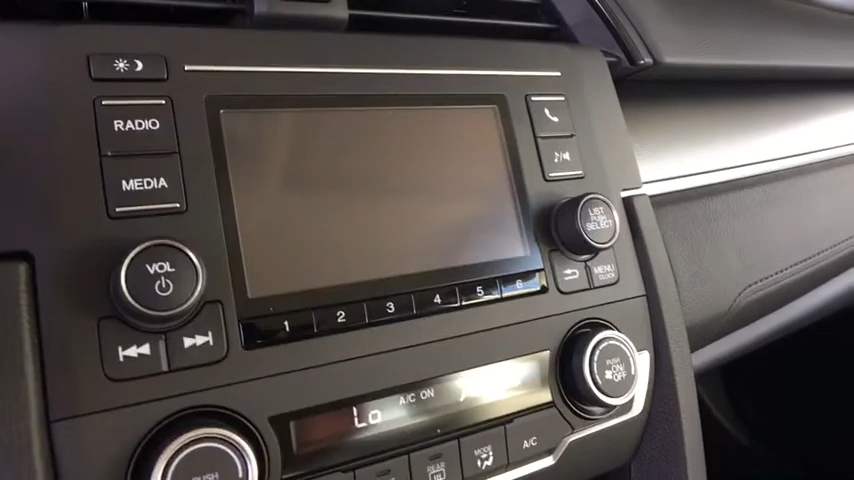 RADIO
MEDIA
VOL
1 2 3 4 5 6
LIST
PUSH
SELECT
MENU
CLOCK
Lo
A/C ON
PUSH
ON/
OFF
PUSH
REAR
MODE
A/C